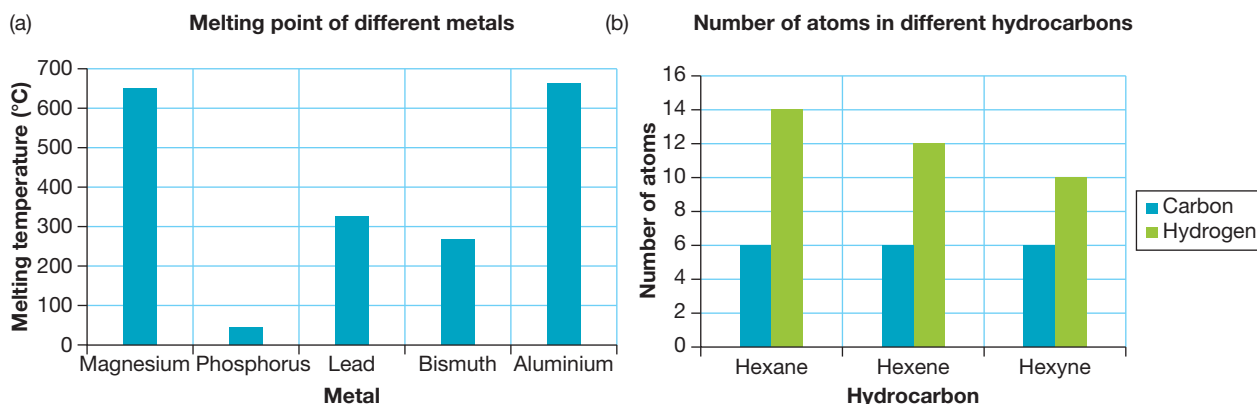 (a)
Melting point of different metals
Melting temperature (°C)
700
600
500
400
300
200
100
0
Magnesium Phosphorus Lead Bismuth Aluminium
Metal
(b)
Number of atoms in different hydrocarbons
Number of atoms
16
14
12
10
8
6
4
2
0
Hexane Hexene Hexyne
Hydrocarbon
Carbon
Hydrogen